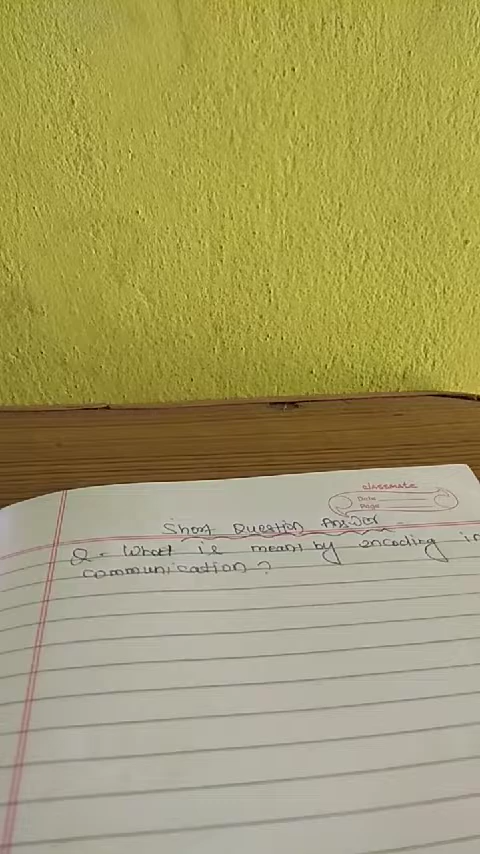 classmate
Date
Page
Short Question Answer
Q. What is meant by encoding in
communication ?